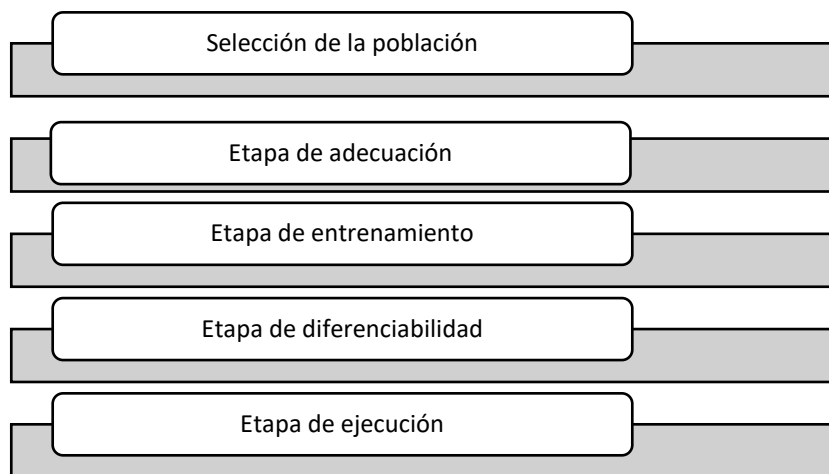 Selección de la población
Etapa de adecuación
Etapa de entrenamiento
Etapa de diferenciabilidad
Etapa de ejecución